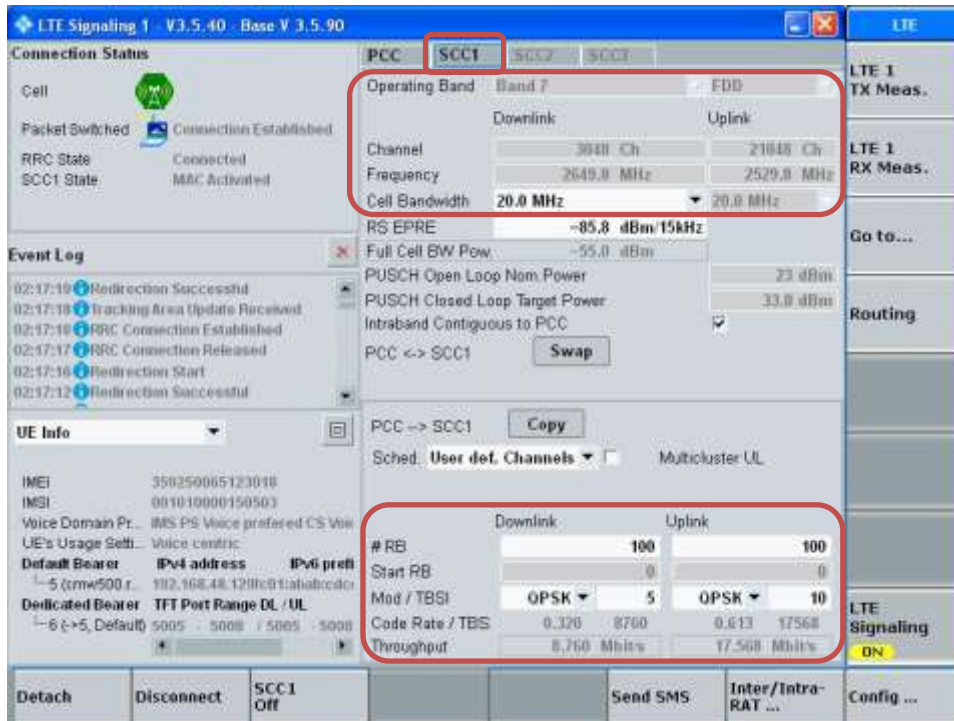 LTE Signaling 1 - V3.5.40 - Base V 3.5.90
LTE
Connection Status
Cell
Packet Switched Connection Established
RRC State Connected
SCC1 State MAC Activated
PCC SCC1 SCC2 SCC3
Operating Band Band 7 FDD
Downlink Uplink
Channel 3048 Ch 21048 Ch
Frequency 2649.8 MHz 2529.8 MHz
Cell Bandwidth 20.0 MHz 20.0 MHz
RS EPRE -85.8 dBm/15kHz
Full Cell BW Pow. -55.0 dBm
PUSCH Open Loop Nom.Power 23 dBm
PUSCH Closed Loop Target Power 33.0 dBm
Intraband Contiguous to PCC
PCC <-> SCC1 Swap
Event Log
02:17:19 Redirection Successful
02:17:18 Tracking Area Update Received
02:17:18 RRC Connection Established
02:17:17 RRC Connection Released
02:17:16 Redirection Start
02:17:12 Redirection Successful
UE Info
IMEI 350250065123010
IMSI 001010000150503
Voice Domain Pr... IMS PS Voice prefered CS Voi
UE's Usage Setti... Voice centric
Default Bearer IPv4 address IPv6 prefi
5 (cmw500.r...
Dedicated Bearer TFT Port Range DL / UL
6 (->5, Default) 5005 - 5008 / 5005 - 5008
PCC --> SCC1 Copy
Sched. User def. Channels Multicluster UL
Downlink Uplink
# RB 100 100
Start RB 0 0
Mod / TBSI QPSK 5 QPSK 10
Code Rate / TBS 0.320 8760 0.613 17568
Throughput 8.760 Mbit/s 17.568 Mbit/s
LTE 1
TX Meas.
LTE 1
RX Meas.
Go to...
Routing
LTE
Signaling
ON
Detach
Disconnect
SCC1
Off
Send SMS
Inter/Intra-
RAT ...
Config ...